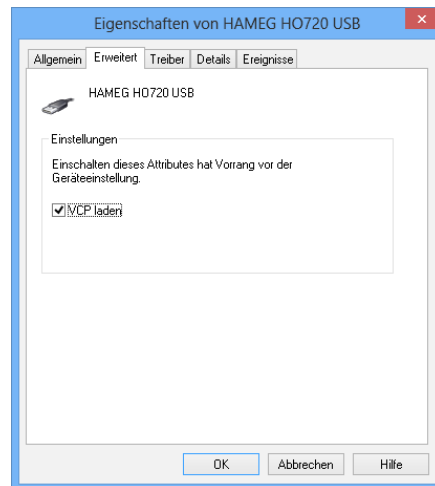 Eigenschaften von HAMEG HO720 USB
Allgemein Erweitert Treiber Details Ereignisse
HAMEG HO720 USB
Einstellungen
Einschalten dieses Attributes hat Vorrang vor der
Geräteeinstellung.
VCP laden
OK Abbrechen Hilfe